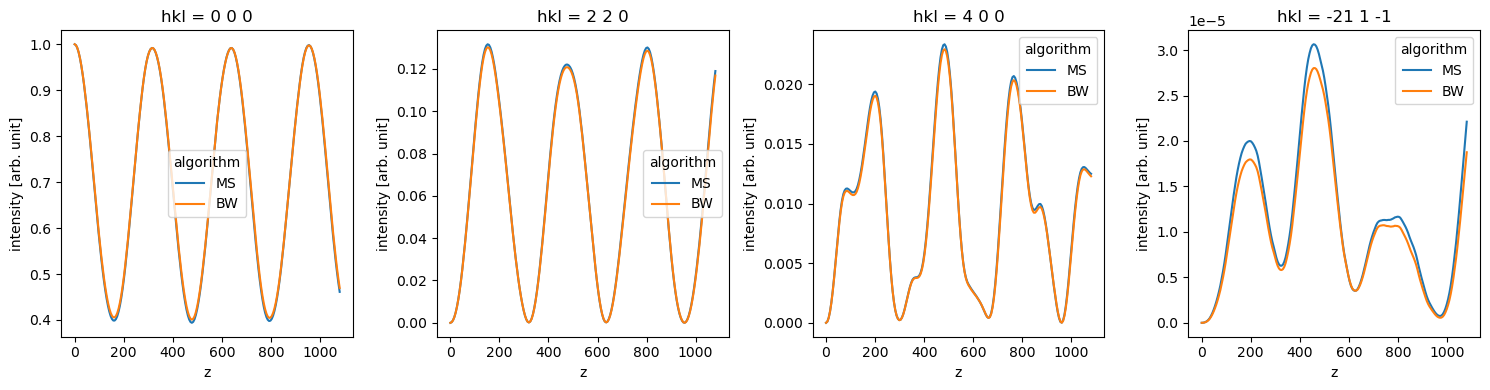 hkl = 0 0 0
1.0
0.9
0.8
0.7
0.6
0.5
0.4
intensity [arb. unit]
algorithm
MS
BW
0 200 400 600 800 1000
z
hkl = 2 2 0
0.12
0.10
0.08
0.06
0.04
0.02
0.00
intensity [arb. unit]
algorithm
MS
BW
0 200 400 600 800 1000
z
hkl = 4 0 0
0.020
0.015
0.010
0.005
0.000
intensity [arb. unit]
algorithm
MS
BW
0 200 400 600 800 1000
z
hkl = -21 1 -1
1e−5
3.0
2.5
2.0
1.5
1.0
0.5
0.0
intensity [arb. unit]
algorithm
MS
BW
0 200 400 600 800 1000
z